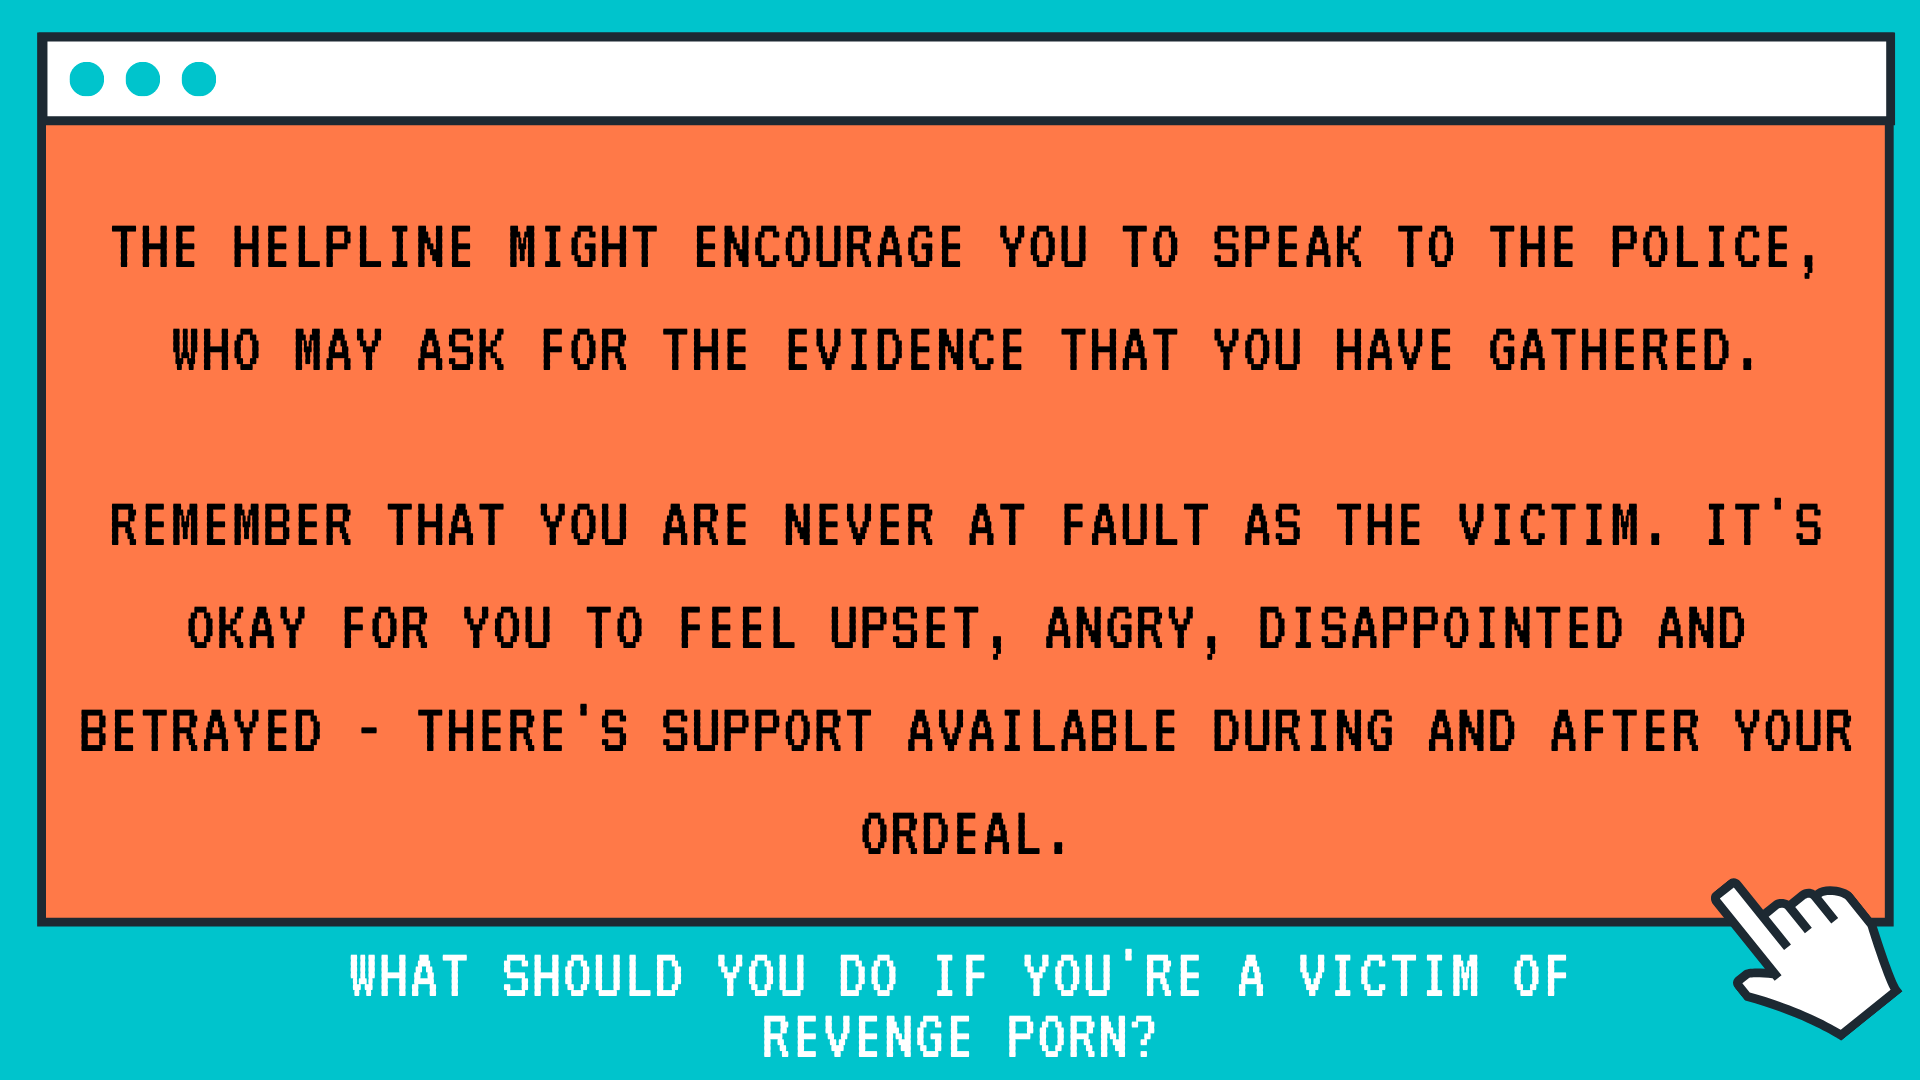 THE HELPLINE MIGHT ENCOURAGE YOU TO SPEAK TO THE POLICE,
WHO MAY ASK FOR THE EVIDENCE THAT YOU HAVE GATHERED.
REMEMBER THAT YOU ARE NEVER AT FAULT AS THE VICTIM. IT'S
OKAY FOR YOU TO FEEL UPSET, ANGRY, DISAPPOINTED AND
BETRAYED - THERE'S SUPPORT AVAILABLE DURING AND AFTER YOUR
ORDEAL.
WHAT SHOULD YOU DO IF YOU'RE A VICTIM OF
REVENGE PORN?